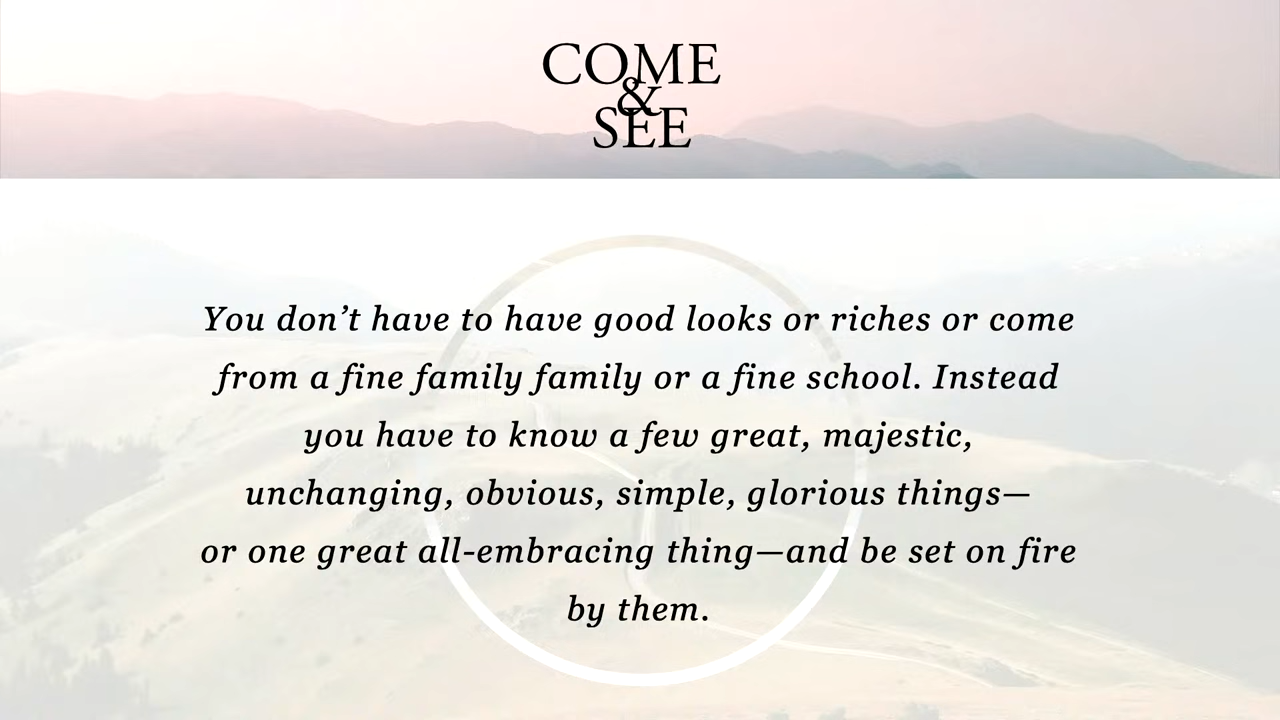 COME
&
SEE
You don’t have to have good looks or riches or come
from a fine family family or a fine school. Instead
you have to know a few great, majestic,
unchanging, obvious, simple, glorious things—
or one great all-embracing thing—and be set on fire
by them.